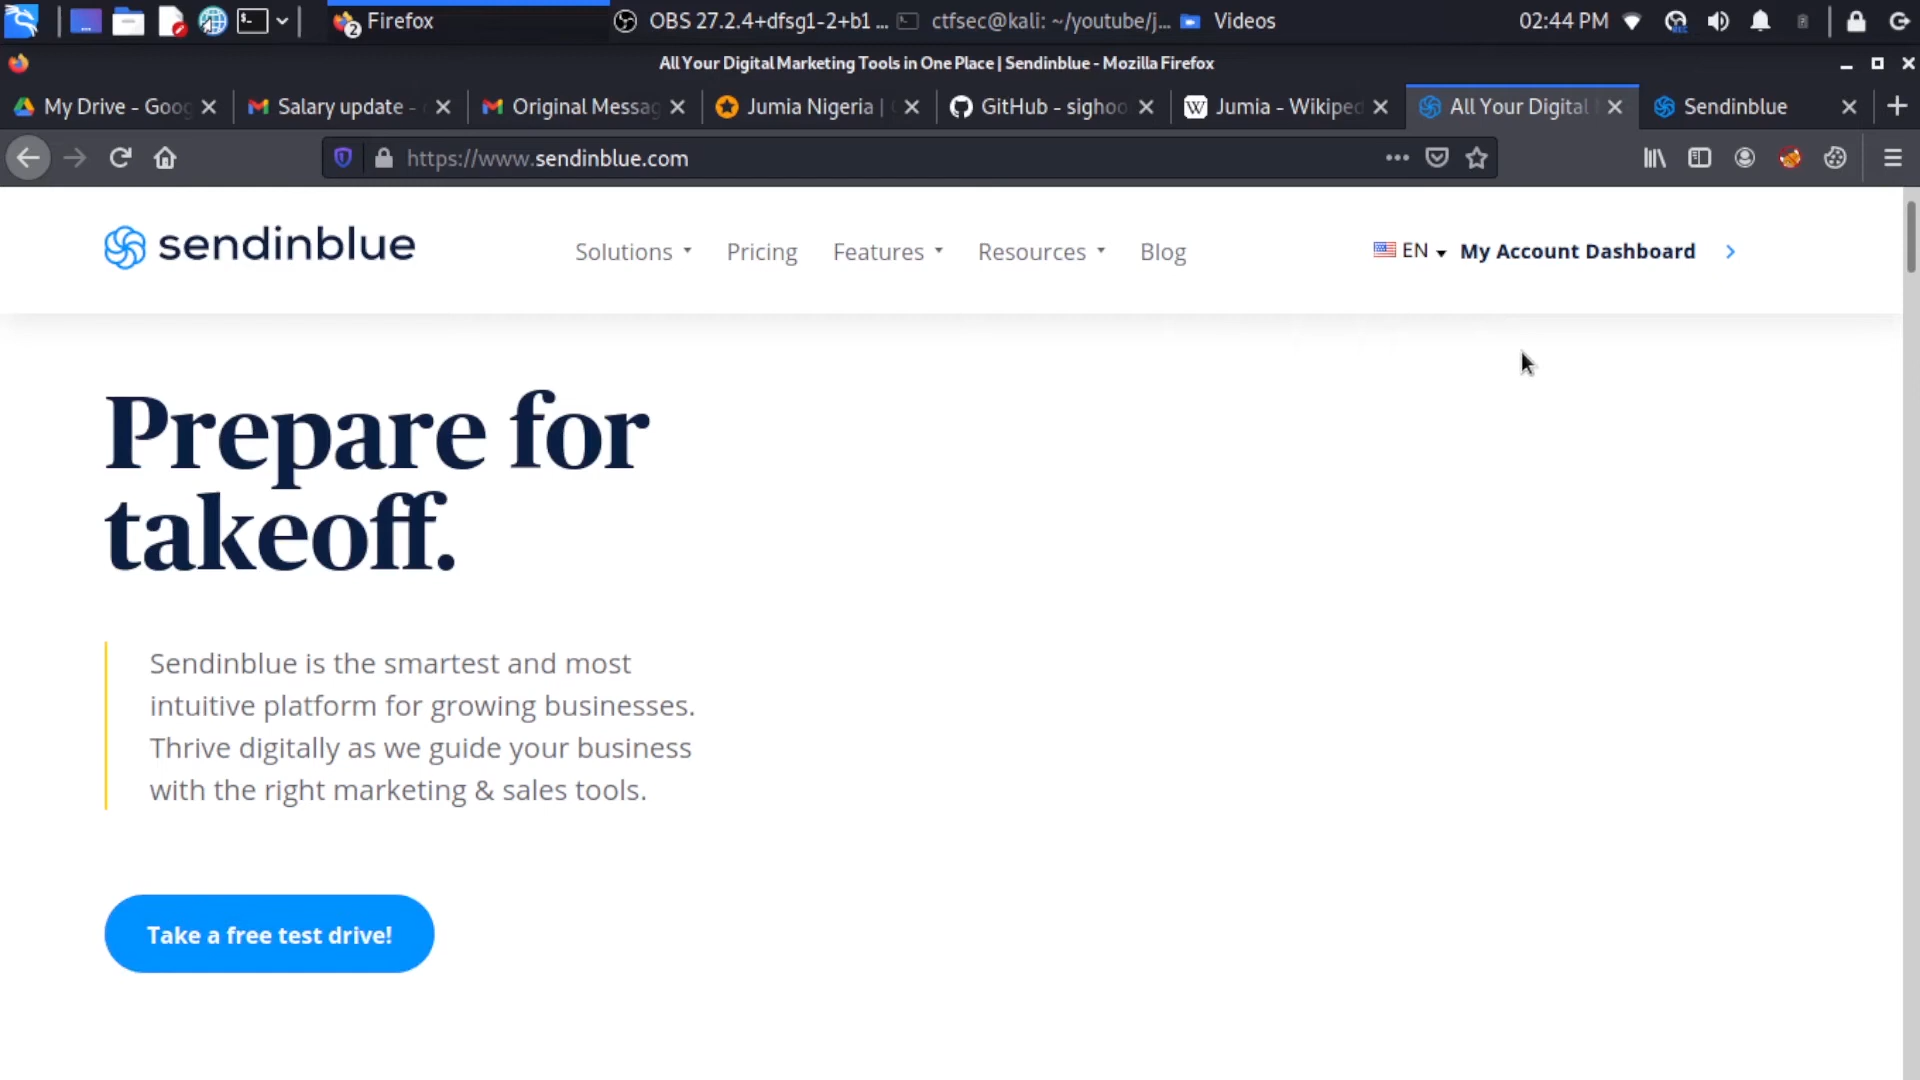 Firefox
2
OBS 27.2.4+dfsg1-2+b1 ...
ctfsec@kali: ~/youtube/j...
Videos
02:44 PM
All Your Digital Marketing Tools in One Place | Sendinblue - Mozilla Firefox
My Drive - Goog
Salary update -
Original Messag
Jumia Nigeria |
GitHub - sighoo
Jumia - Wikiped
All Your Digital
Sendinblue
https://www.sendinblue.com
sendinblue
Solutions
Pricing
Features
Resources
Blog
EN
My Account Dashboard
Prepare for
takeoff.
Sendinblue is the smartest and most
intuitive platform for growing businesses.
Thrive digitally as we guide your business
with the right marketing & sales tools.
Take a free test drive!